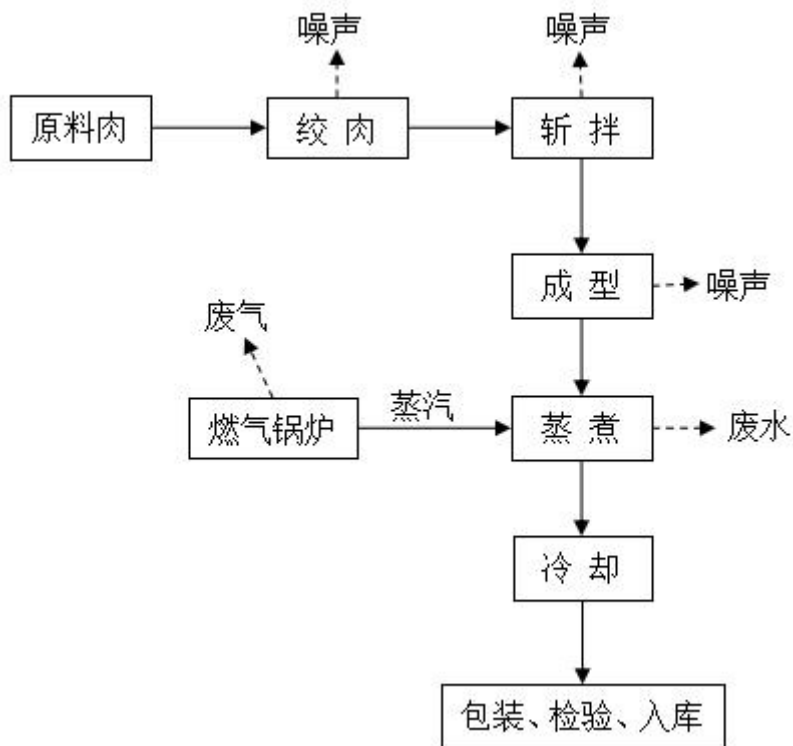 噪声
噪声
原料肉
绞肉
斩拌
成型
噪声
废气
燃气锅炉
蒸汽
蒸煮
废水
冷却
包装、检验、入库